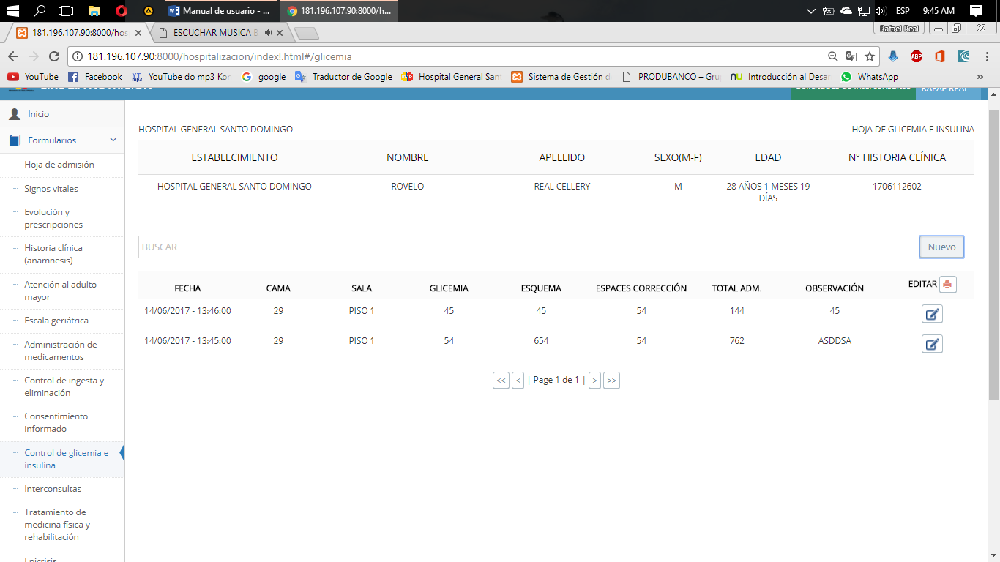 Manual de usuario - ...
181.196.107.90:8000/h...
ESP
9:45 AM
181.196.107.90:8000/hos
ESCUCHAR MUSICA B
Rafael Real
181.196.107.90:8000/hospitalizacion/index!.html#/glicemia
YouTube
Facebook
YouTube do mp3 Kon
google
Traductor de Google
Hospital General Sant
Sistema de Gestión d
PRODUBANCO – Gru
Introducción al Desar
WhatsApp
»
RAFAE REAL
Inicio
Formularios
Hoja de admisión
Signos vitales
Evolución y
prescripciones
Historia clínica
(anamnesis)
Atención al adulto
mayor
Escala geriátrica
Administración de
medicamentos
Control de ingesta y
eliminación
Consentimiento
informado
Control de glicemia e
insulina
Interconsultas
Tratamiento de
medicina física y
rehabilitación
Epicrisis
HOSPITAL GENERAL SANTO DOMINGO HOJA DE GLICEMIA E INSULINA
ESTABLECIMIENTO NOMBRE APELLIDO SEXO(M-F) EDAD N° HISTORIA CLÍNICA
HOSPITAL GENERAL SANTO DOMINGO ROVELO REAL CELLERY M 28 AÑOS 1 MESES 19 1706112602
DÍAS
BUSCAR Nuevo
FECHA CAMA SALA GLICEMIA ESQUEMA ESPACES CORRECCIÓN TOTAL ADM. OBSERVACIÓN EDITAR
14/06/2017 - 13:46:00 29 PISO 1 45 45 54 144 45
14/06/2017 - 13:45:00 29 PISO 1 54 654 54 762 ASDDSA
<< < | Page 1 de 1 | > >>